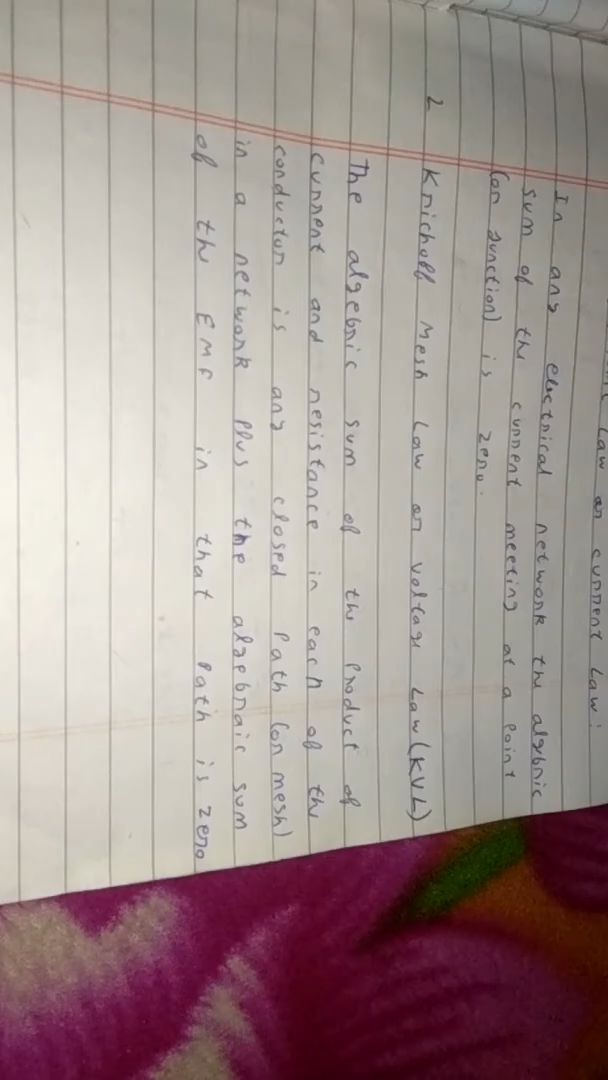 Law or current Law:
In any electrical network the algebric
sum of the current meeting at a point
(or Junction) is zero.
2 Krichoff Mesh Law or voltage Law (KVL)
The algebric sum of the product of
current and resistance in each of the
conductor is any closed path (or mesh)
in a network plus the algebraic sum
of the EMF in that path is zero